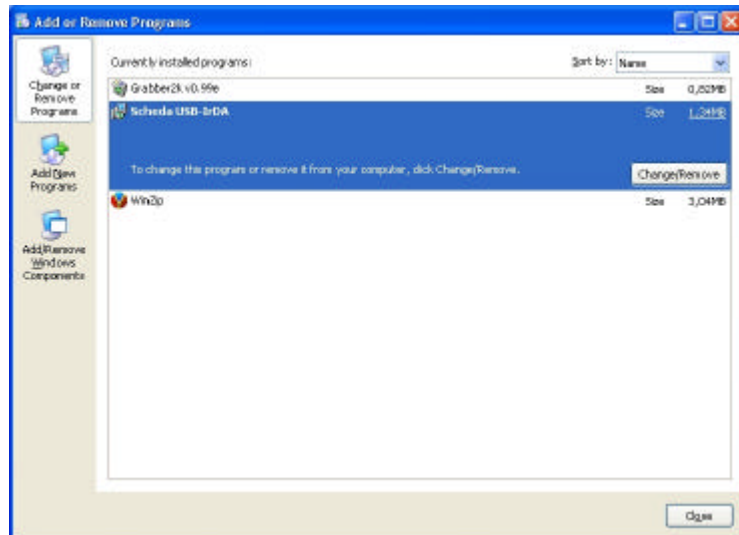 Add or Remove Programs
Change or
Remove
Programs
Add New
Programs
Add/Remove
Windows
Components
Currently installed programs:
Sort by: Name
Grabber2k v0.99e Size 0,82MB
Scheda USB-IrDA Size 1,34MB
To change this program or remove it from your computer, click Change/Remove.
Change/Remove
WinZip Size 3,04MB
Close